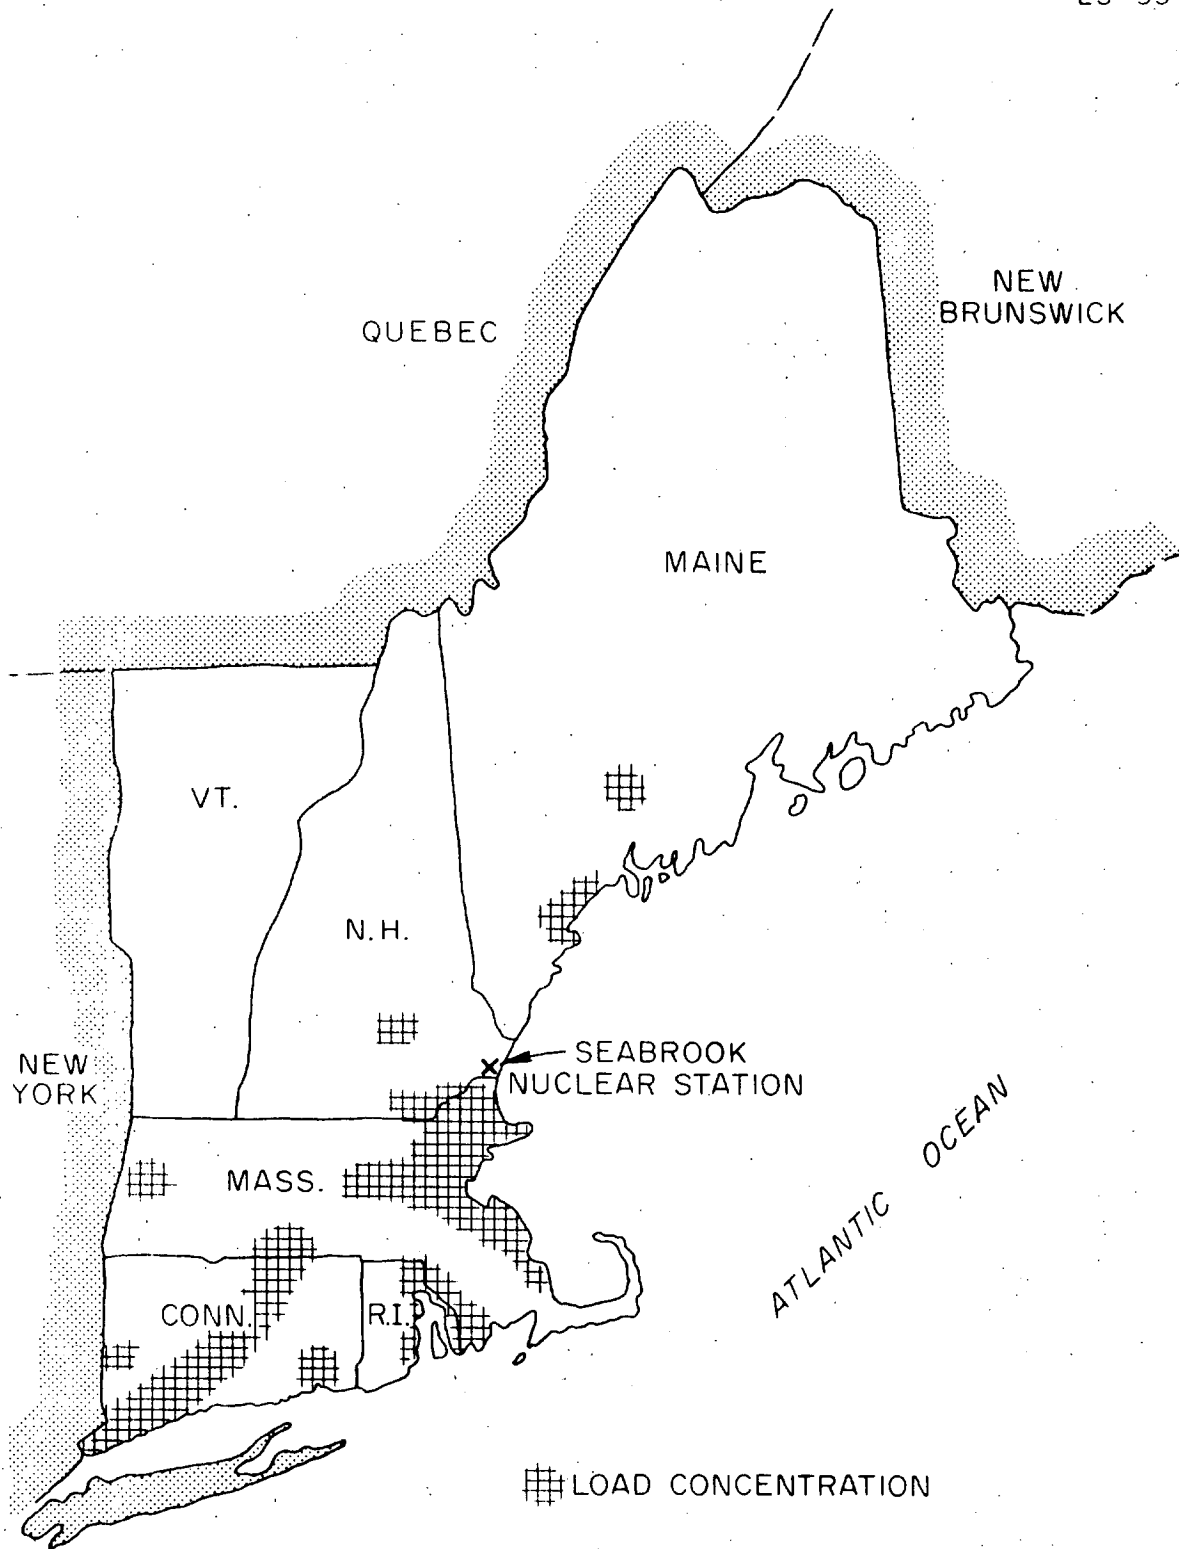 QUEBEC
NEW
BRUNSWICK
MAINE
VT.
N.H.
NEW
YORK
SEABROOK
NUCLEAR STATION
MASS.
ATLANTIC OCEAN
CONN.
R.I.
LOAD CONCENTRATION